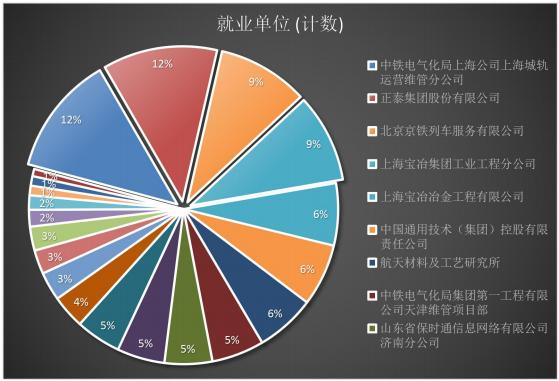 就业单位 (计数)
12%
12%
9%
9%
6%
6%
6%
5%
5%
5%
5%
4%
3%
3%
3%
2%
2%
1%
1%
1%
中铁电气化局上海公司上海城轨
运营维管分公司
正泰集团股份有限公司
北京京铁列车服务有限公司
上海宝冶集团工业工程分公司
上海宝冶冶金工程有限公司
中国通用技术（集团）控股有限
责任公司
航天材料及工艺研究所
中铁电气化局集团第一工程有限
公司天津维管项目部
山东省保时通信息网络有限公司
济南分公司